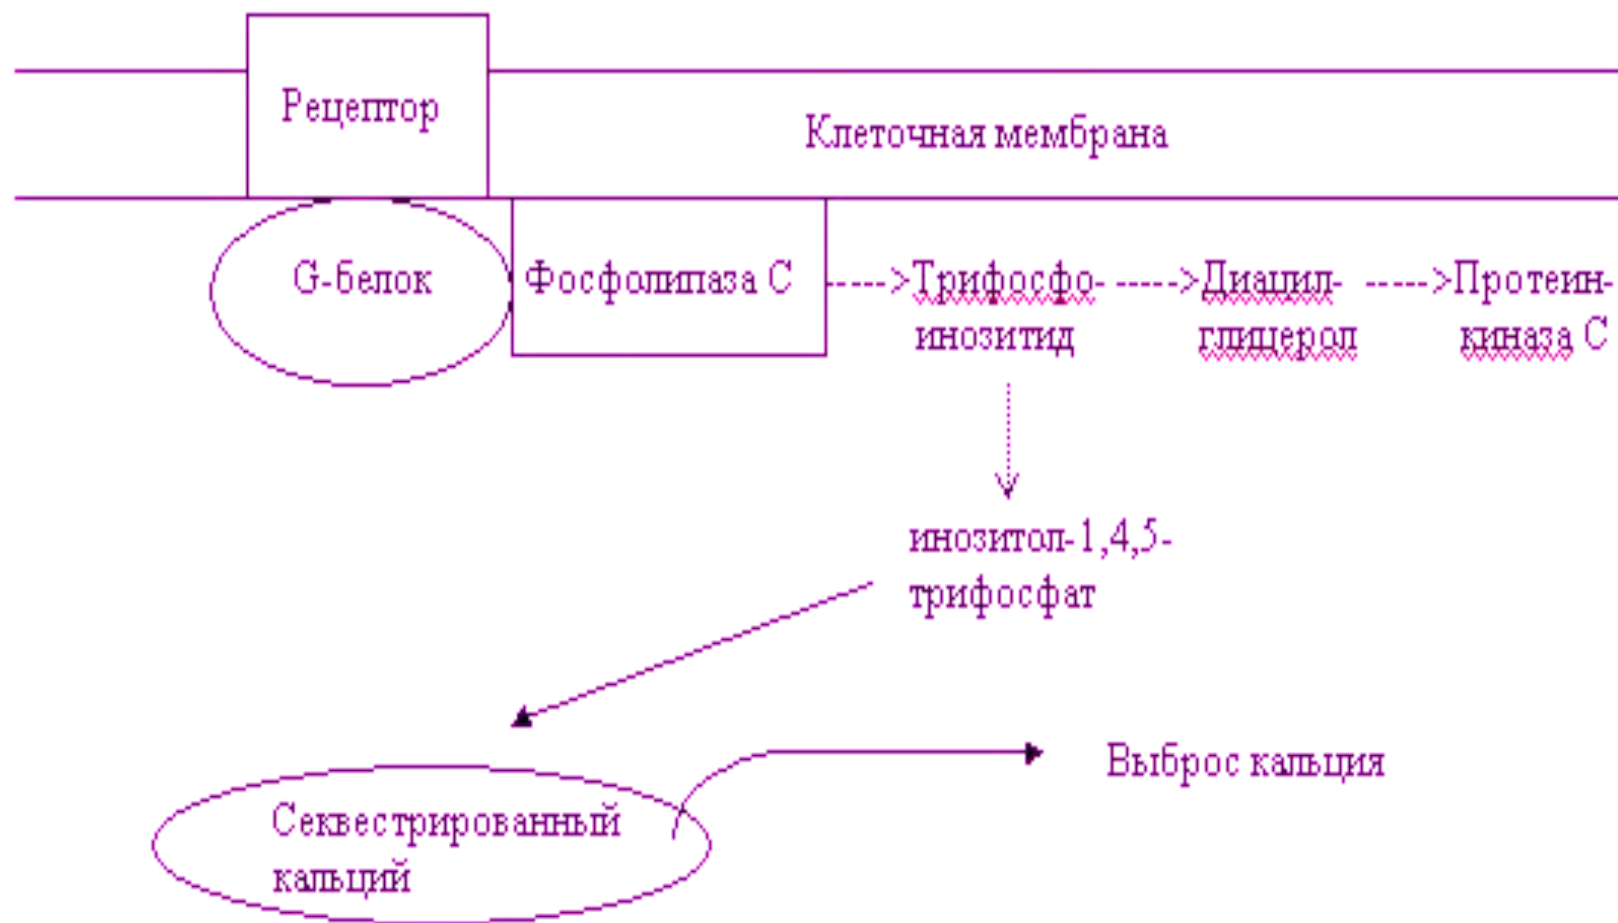 Рецептор
Клеточная мембрана
G-белок
Фосфолипаза С
Трифосфо-
инозитид
Диацил-
глицерол
Протеин-
киназа С
инозитол-1,4,5-
трифосфат
Выброс кальция
Секвестрированный
кальций